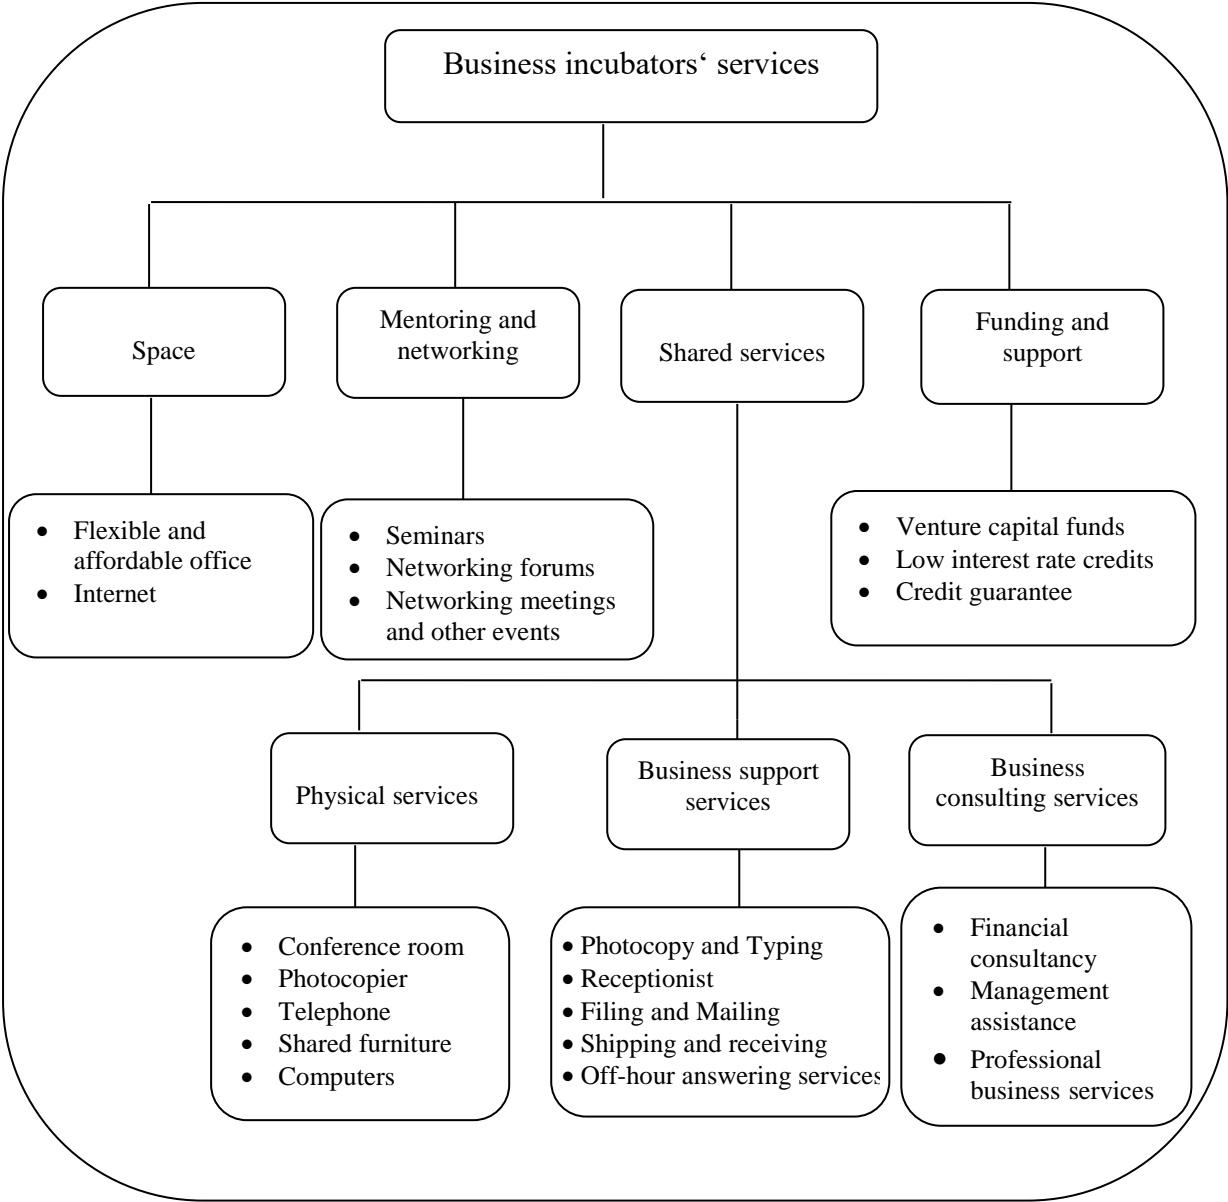 Business incubators‘ services
Space
Mentoring and
networking
Shared services
Funding and
support
• Flexible and
affordable office
• Internet
• Seminars
• Networking forums
• Networking meetings
and other events
• Venture capital funds
• Low interest rate credits
• Credit guarantee
Physical services
Business support
services
Business
consulting services
• Conference room
• Photocopier
• Telephone
• Shared furniture
• Computers
• Photocopy and Typing
• Receptionist
• Filing and Mailing
• Shipping and receiving
• Off-hour answering services
• Financial
consultancy
• Management
assistance
• Professional
business services